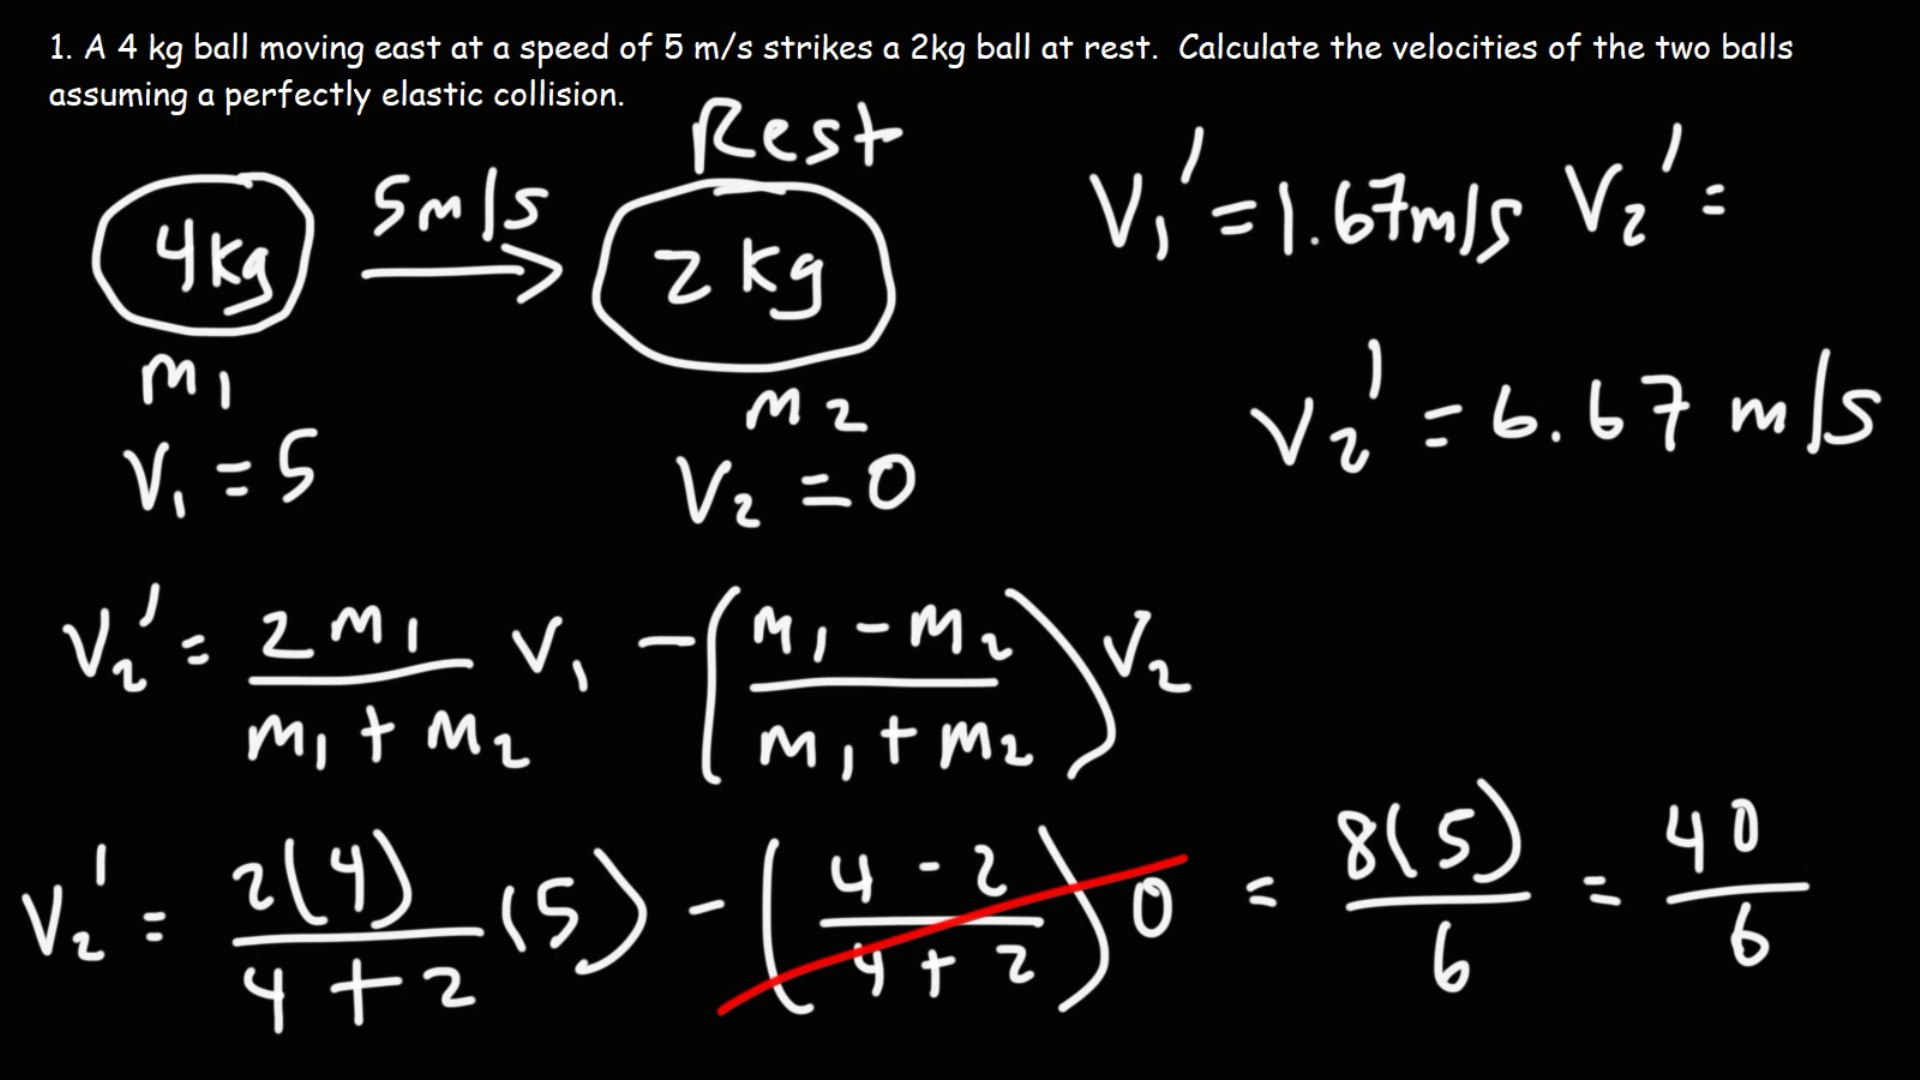 1. A 4 kg ball moving east at a speed of 5 m/s strikes a 2kg ball at rest.  Calculate the velocities of the two balls
assuming a perfectly elastic collision.
Rest
4kg 5m/s 2 kg
V₁' = 1.67m/s V₂' =
m₁ m₂
V₁ = 5 V₂ = 0
V₂' = 6.67 m/s
V₂' = 2m₁/(m₁ + m₂) V₁ - ((m₁ - m₂)/(m₁ + m₂)) V₂
V₂' = 2(4)/(4 + 2) (5) - ((4 - 2)/(4 + 2)) 0 = 8(5)/6 = 40/6